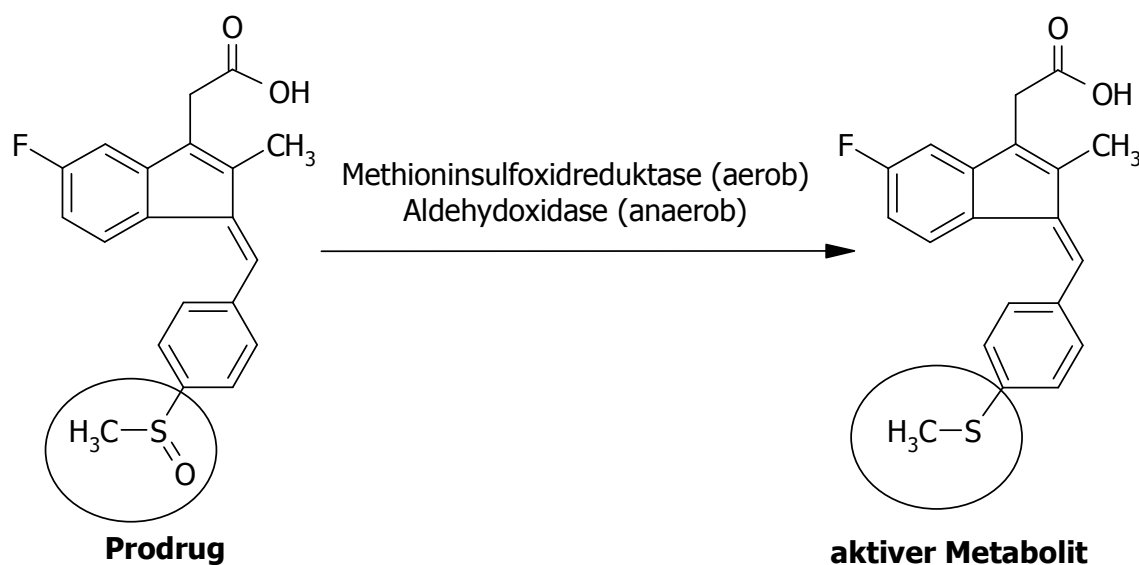 O
OH
F
CH3
H3C
S
O
Prodrug
Methioninsulfoxidreduktase (aerob)
Aldehydoxidase (anaerob)
O
OH
F
CH3
H3C
S
aktiver Metabolit